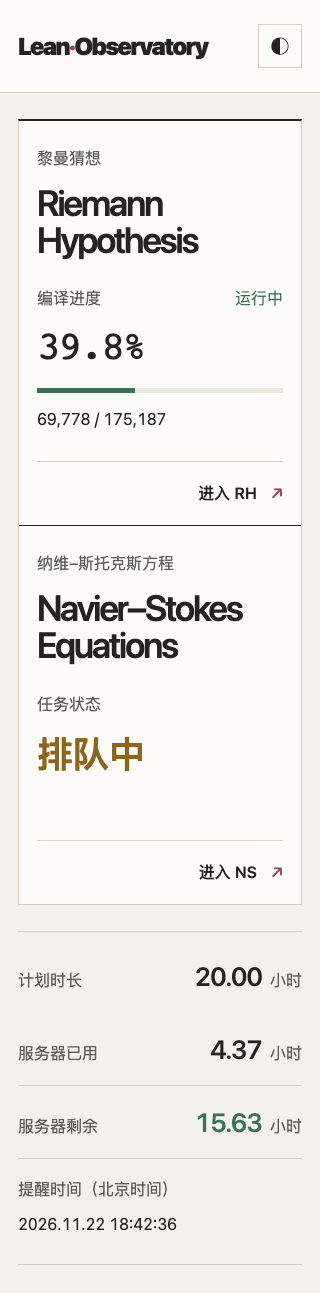 Lean·Observatory
黎曼猜想
Riemann
Hypothesis
编译进度 运行中
39.8%
69,778 / 175,187
进入 RH ↗
纳维–斯托克斯方程
Navier–Stokes
Equations
任务状态
排队中
进入 NS ↗
计划时长 20.00 小时
服务器已用 4.37 小时
服务器剩余 15.63 小时
提醒时间（北京时间）
2026.11.22 18:42:36